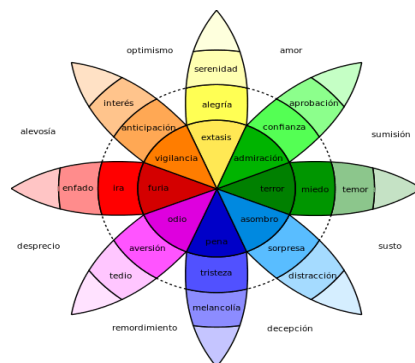 optimismo
amor
serenidad
interés
aprobación
alegría
anticipación
confianza
alevosía
extasis
sumisión
vigilancia
admiración
enfado
ira
furia
terror
miedo
temor
odio
asombro
desprecio
aversión
pena
sorpresa
susto
tedio
tristeza
distracción
melancolía
remordimiento
decepción